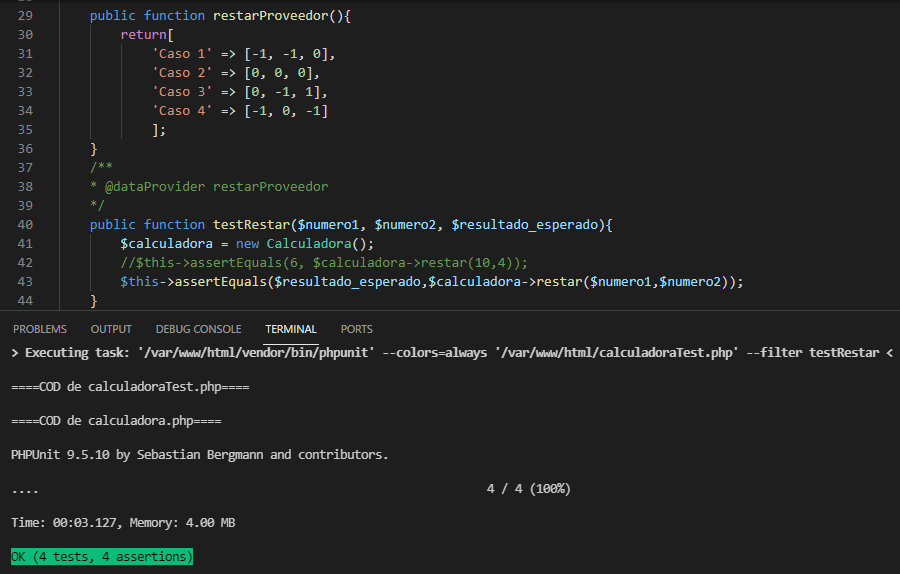 29 public function restarProveedor(){
30 return[
31 'Caso 1' => [-1, -1, 0],
32 'Caso 2' => [0, 0, 0],
33 'Caso 3' => [0, -1, 1],
34 'Caso 4' => [-1, 0, -1]
35 ];
36 }
37 /**
38 * @dataProvider restarProveedor
39 */
40 public function testRestar($numero1, $numero2, $resultado_esperado){
41 $calculadora = new Calculadora();
42 //$this->assertEquals(6, $calculadora->restar(10,4));
43 $this->assertEquals($resultado_esperado,$calculadora->restar($numero1,$numero2));
44 }
PROBLEMS OUTPUT DEBUG CONSOLE TERMINAL PORTS
> Executing task: '/var/www/html/vendor/bin/phpunit' --colors=always '/var/www/html/calculadoraTest.php' --filter testRestar <
====COD de calculadoraTest.php====
====COD de calculadora.php====
PHPUnit 9.5.10 by Sebastian Bergmann and contributors.
.... 4 / 4 (100%)
Time: 00:03.127, Memory: 4.00 MB
OK (4 tests, 4 assertions)